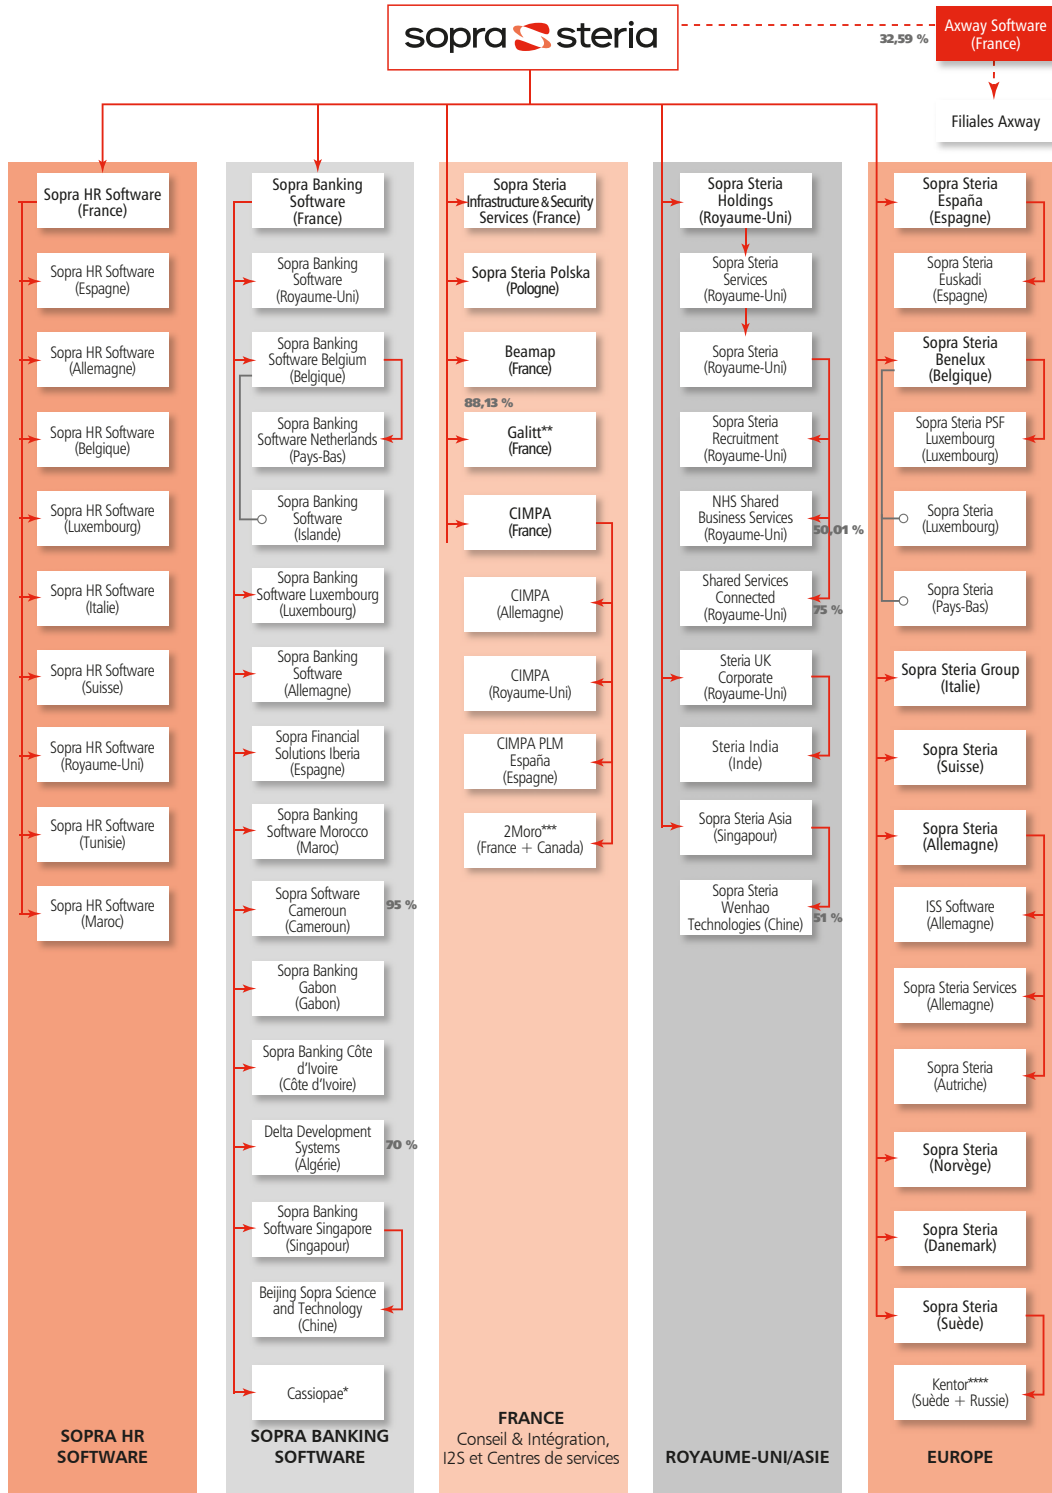 sopra steria
32,59 %
Axway Software
(France)
Filiales Axway
Sopra HR Software
(France)
Sopra HR Software
(Espagne)
Sopra HR Software
(Allemagne)
Sopra HR Software
(Belgique)
Sopra HR Software
(Luxembourg)
Sopra HR Software
(Italie)
Sopra HR Software
(Suisse)
Sopra HR Software
(Royaume-Uni)
Sopra HR Software
(Tunisie)
Sopra HR Software
(Maroc)
SOPRA HR
SOFTWARE
Sopra Banking
Software
(France)
Sopra Banking
Software
(Royaume-Uni)
Sopra Banking
Software Belgium
(Belgique)
Sopra Banking
Software Netherlands
(Pays-Bas)
Sopra Banking
Software
(Islande)
Sopra Banking
Software Luxembourg
(Luxembourg)
Sopra Banking
Software
(Allemagne)
Sopra Financial
Solutions Iberia
(Espagne)
Sopra Banking
Software Morocco
(Maroc)
Sopra Software
Cameroun
(Cameroun)
95 %
Sopra Banking
Gabon
(Gabon)
Sopra Banking Côte
d'Ivoire
(Côte d'Ivoire)
Delta Development
Systems
(Algérie)
70 %
Sopra Banking
Software Singapore
(Singapour)
Beijing Sopra Science
and Technology
(Chine)
Cassiopae*
SOPRA BANKING
SOFTWARE
Sopra Steria
Infrastructure & Security
Services (France)
Sopra Steria Polska
(Pologne)
Beamap
(France)
88,13 %
Galitt**
(France)
CIMPA
(France)
CIMPA
(Allemagne)
CIMPA
(Royaume-Uni)
CIMPA PLM
España
(Espagne)
2Moro***
(France + Canada)
FRANCE
Conseil & Intégration,
I2S et Centres de services
Sopra Steria
Holdings
(Royaume-Uni)
Sopra Steria
Services
(Royaume-Uni)
Sopra Steria
(Royaume-Uni)
Sopra Steria
Recruitment
(Royaume-Uni)
NHS Shared
Business Services
(Royaume-Uni)
50,01 %
Shared Services
Connected
(Royaume-Uni)
75 %
Steria UK
Corporate
(Royaume-Uni)
Steria India
(Inde)
Sopra Steria Asia
(Singapour)
Sopra Steria
Wenhao
Technologies (Chine)
51 %
ROYAUME-UNI/ASIE
Sopra Steria
España
(Espagne)
Sopra Steria
Euskadi
(Espagne)
Sopra Steria
Benelux
(Belgique)
Sopra Steria PSF
Luxembourg
(Luxembourg)
Sopra Steria
(Luxembourg)
Sopra Steria
(Pays-Bas)
Sopra Steria Group
(Italie)
Sopra Steria
(Suisse)
Sopra Steria
(Allemagne)
ISS Software
(Allemagne)
Sopra Steria Services
(Allemagne)
Sopra Steria
(Autriche)
Sopra Steria
(Norvège)
Sopra Steria
(Danemark)
Sopra Steria
(Suède)
Kentor****
(Suède + Russie)
EUROPE